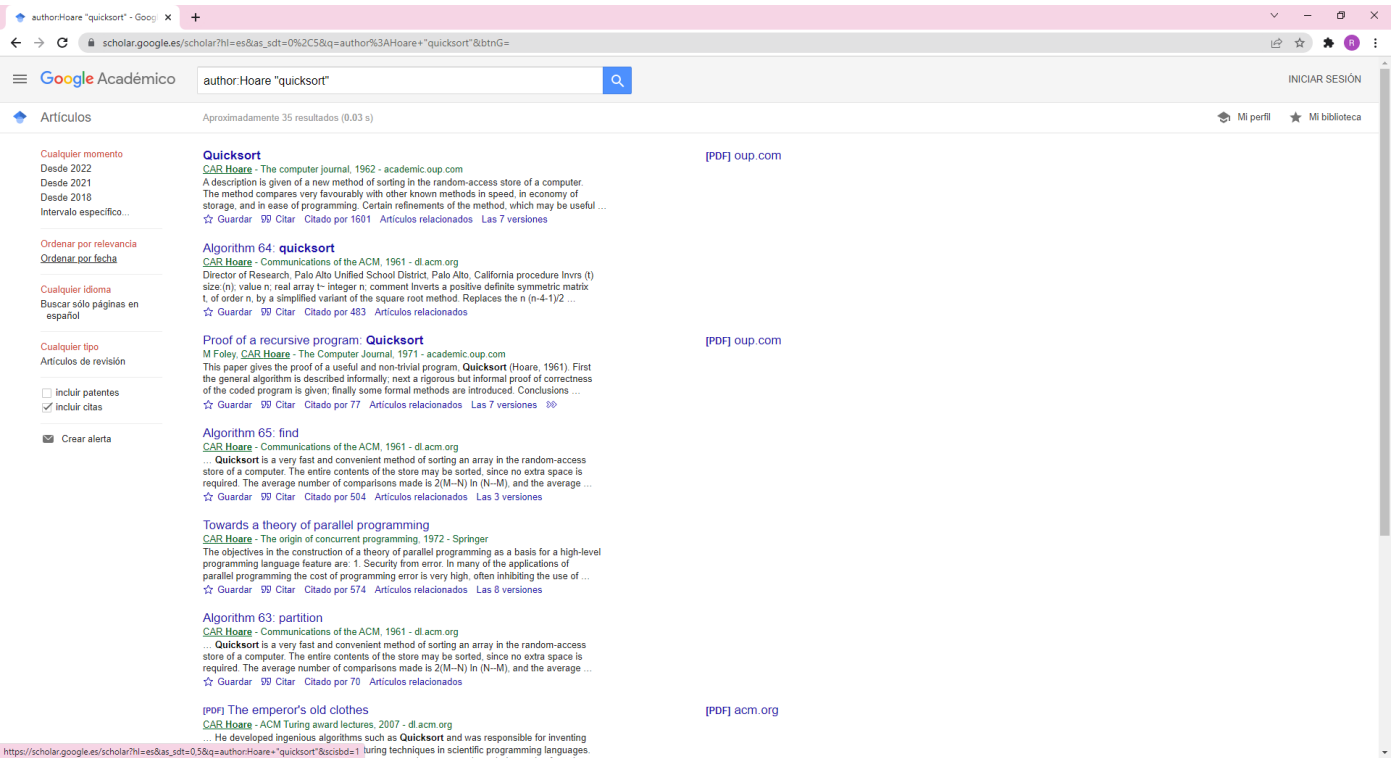 author:Hoare "quicksort" - Goog
scholar.google.es/scholar?hl=es&as_sdt=0%2C5&q=author%3AHoare+"quicksort"&btnG=
R
Google Académico
author:Hoare "quicksort"
INICIAR SESIÓN
Artículos
Aproximadamente 35 resultados (0.03 s)
Mi perfil
Mi biblioteca
Cualquier momento
Desde 2022
Desde 2021
Desde 2018
Intervalo específico...
Ordenar por relevancia
Ordenar por fecha
Cualquier idioma
Buscar sólo páginas en
español
Cualquier tipo
Artículos de revisión
incluir patentes
incluir citas
Crear alerta
Quicksort
[PDF] oup.com
CAR Hoare - The computer journal, 1962 - academic.oup.com
A description is given of a new method of sorting in the random-access store of a computer.
The method compares very favourably with other known methods in speed, in economy of
storage, and in ease of programming. Certain refinements of the method, which may be useful ...
Guardar Citar Citado por 1601 Artículos relacionados Las 7 versiones
Algorithm 64: quicksort
CAR Hoare - Communications of the ACM, 1961 - dl.acm.org
Director of Research, Palo Alto Unified School District, Palo Alto, California procedure Invrs (t)
size:(n); value n; real array t~ integer n; comment Inverts a positive definite symmetric matrix
t, of order n, by a simplified variant of the square root method. Replaces the n (n-4-1)/2 ...
Guardar Citar Citado por 483 Artículos relacionados
Proof of a recursive program: Quicksort
[PDF] oup.com
M Foley, CAR Hoare - The Computer Journal, 1971 - academic.oup.com
This paper gives the proof of a useful and non-trivial program, Quicksort (Hoare, 1961). First
the general algorithm is described informally; next a rigorous but informal proof of correctness
of the coded program is given; finally some formal methods are introduced. Conclusions ...
Guardar Citar Citado por 77 Artículos relacionados Las 7 versiones
Algorithm 65: find
CAR Hoare - Communications of the ACM, 1961 - dl.acm.org
... Quicksort is a very fast and convenient method of sorting an array in the random-access
store of a computer. The entire contents of the store may be sorted, since no extra space is
required. The average number of comparisons made is 2(M--N) In (N--M), and the average ...
Guardar Citar Citado por 504 Artículos relacionados Las 3 versiones
Towards a theory of parallel programming
CAR Hoare - The origin of concurrent programming, 1972 - Springer
The objectives in the construction of a theory of parallel programming as a basis for a high-level
programming language feature are: 1. Security from error. In many of the applications of
parallel programming the cost of programming error is very high, often inhibiting the use of ...
Guardar Citar Citado por 574 Artículos relacionados Las 8 versiones
Algorithm 63: partition
CAR Hoare - Communications of the ACM, 1961 - dl.acm.org
... Quicksort is a very fast and convenient method of sorting an array in the random-access
store of a computer. The entire contents of the store may be sorted, since no extra space is
required. The average number of comparisons made is 2(M--N) In (N--M), and the average ...
Guardar Citar Citado por 70 Artículos relacionados
[PDF] The emperor's old clothes
[PDF] acm.org
CAR Hoare - ACM Turing award lectures, 2007 - dl.acm.org
... He developed ingenious algorithms such as Quicksort and was responsible for inventing
turing techniques in scientific programming languages.
https://scholar.google.es/scholar?hl=es&as_sdt=0,5&q=author:Hoare+"quicksort"&scisbd=1